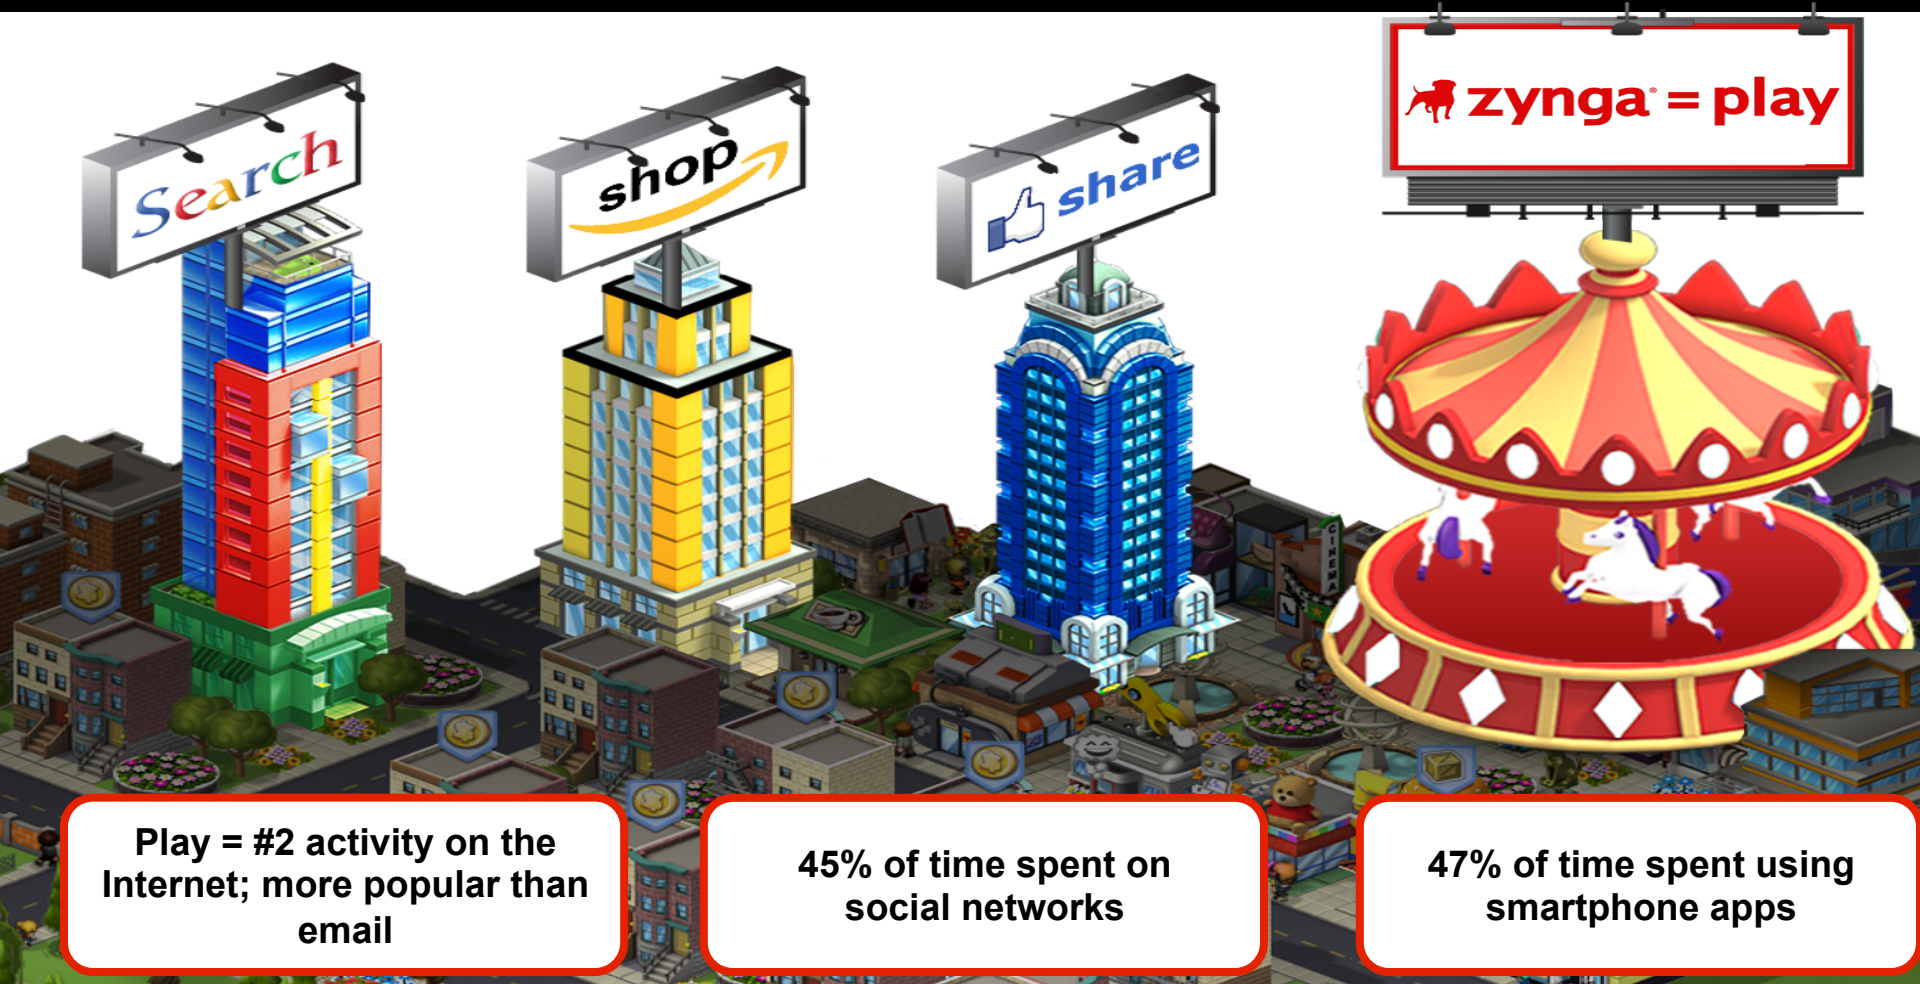 Search
shop
share
zynga® = play
CINEMA
Play = #2 activity on the
Internet; more popular than
email
45% of time spent on
social networks
47% of time spent using
smartphone apps